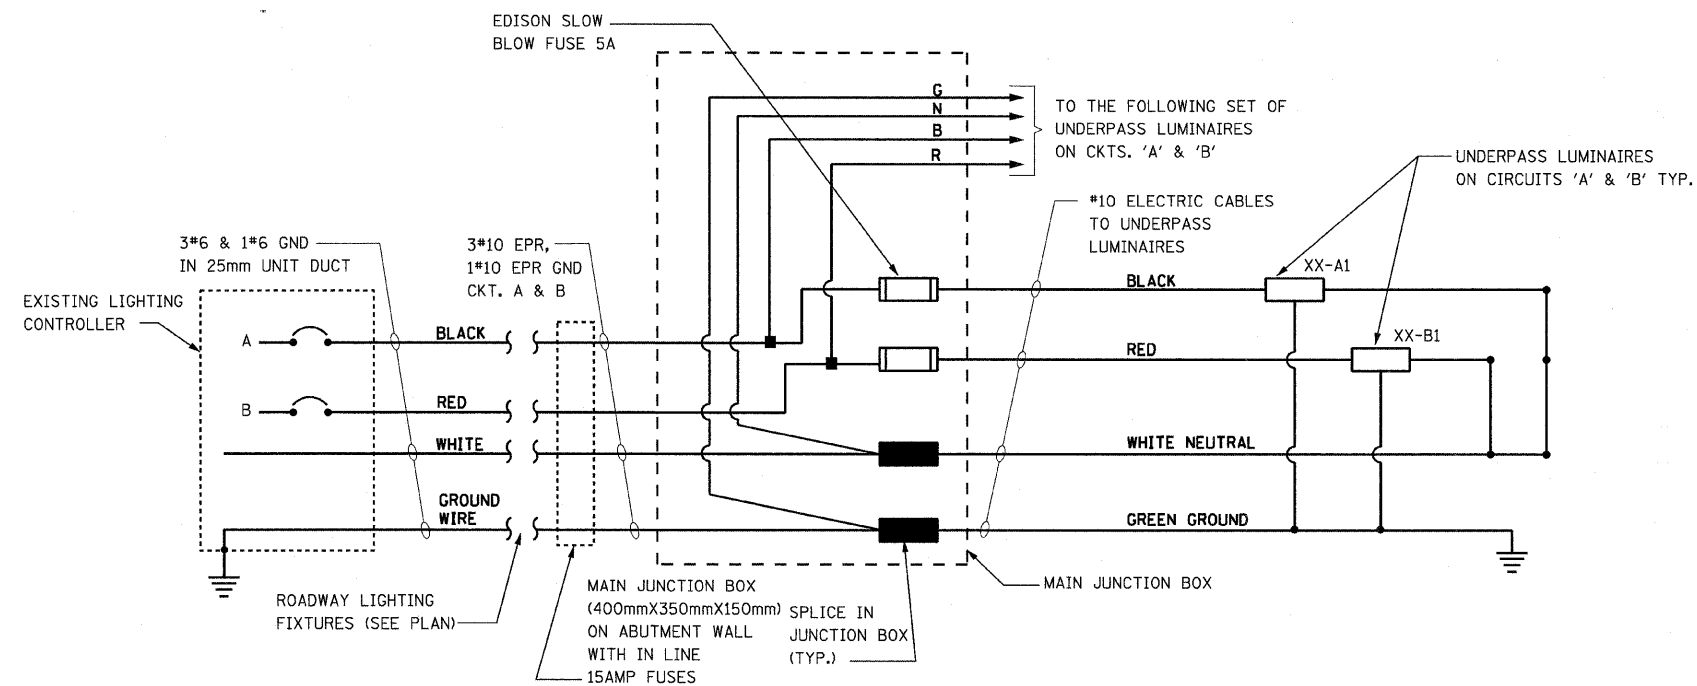 EDISON SLOW
BLOW FUSE 5A
G
N
B
R
TO THE FOLLOWING SET OF
UNDERPASS LUMINAIRES
ON CKTS. 'A' & 'B'
UNDERPASS LUMINAIRES
ON CIRCUITS 'A' & 'B' TYP.
#10 ELECTRIC CABLES
TO UNDERPASS
LUMINAIRES
3#6 & 1#6 GND
IN 25mm UNIT DUCT
3#10 EPR,
1#10 EPR GND
CKT. A & B
EXISTING LIGHTING
CONTROLLER
A
BLACK
BLACK
XX-A1
RED
XX-B1
B
RED
WHITE
WHITE NEUTRAL
GROUND
WIRE
GREEN GROUND
ROADWAY LIGHTING
FIXTURES (SEE PLAN)
MAIN JUNCTION BOX
(400mmX350mmX150mm)
ON ABUTMENT WALL
WITH IN LINE
15AMP FUSES
SPLICE IN
JUNCTION BOX
(TYP.)
MAIN JUNCTION BOX